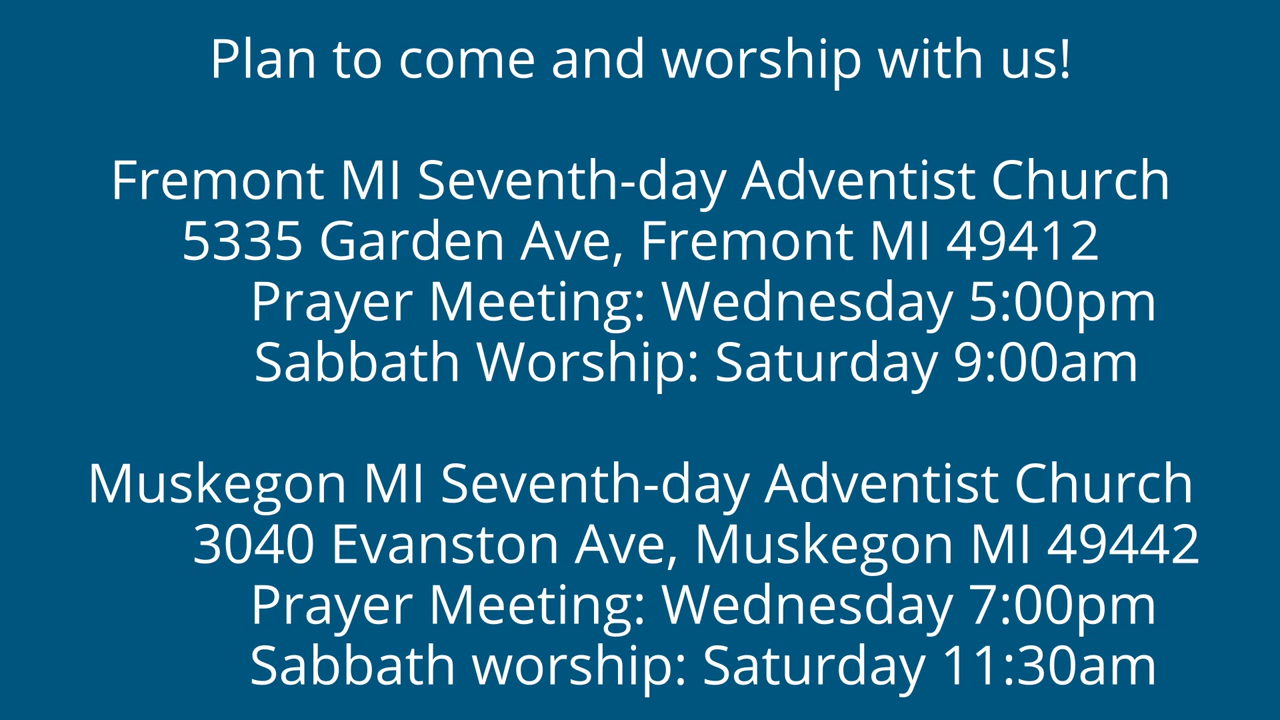 Plan to come and worship with us!
Fremont MI Seventh-day Adventist Church
5335 Garden Ave, Fremont MI 49412
Prayer Meeting: Wednesday 5:00pm
Sabbath Worship: Saturday 9:00am
Muskegon MI Seventh-day Adventist Church
3040 Evanston Ave, Muskegon MI 49442
Prayer Meeting: Wednesday 7:00pm
Sabbath worship: Saturday 11:30am